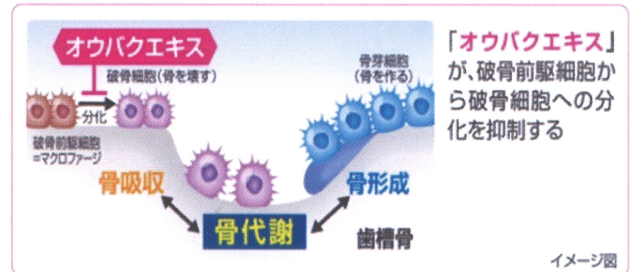 オウバクエキス
破骨細胞(骨を壊す)
分化
破骨前駆細胞
=マクロファージ
骨芽細胞
(骨を作る)
骨吸収
骨形成
骨代謝
歯槽骨
「オウバクエキス」
が、破骨前駆細胞か
ら破骨細胞への分
化を抑制する
イメージ図